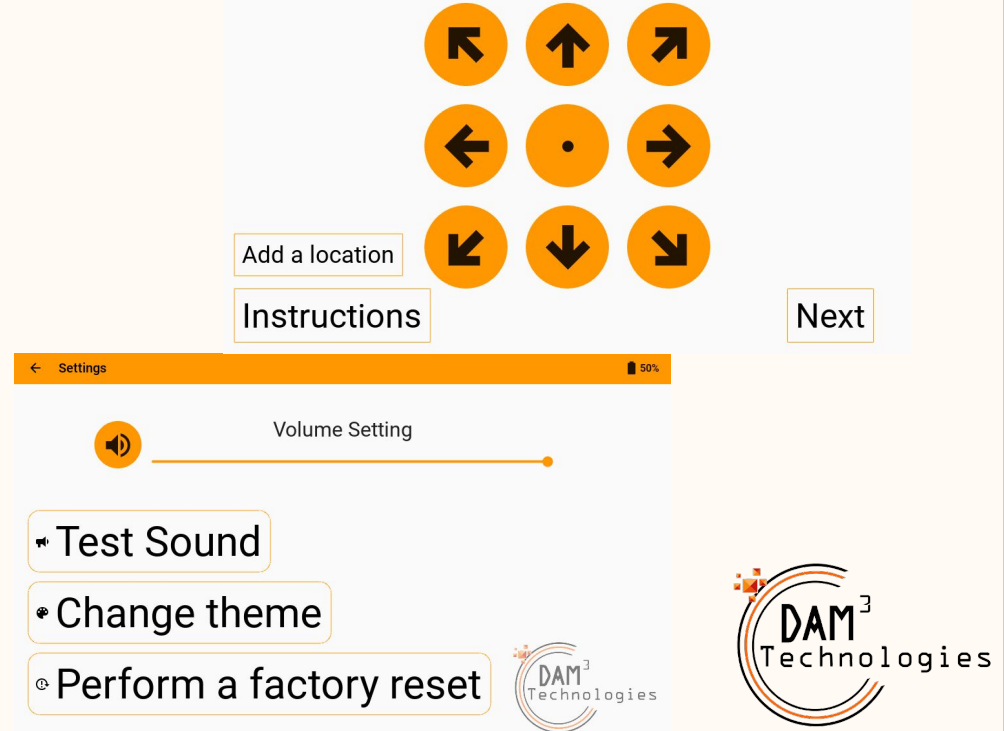 Add a location
Instructions
Next
Settings
50%
Volume Setting
Test Sound
Change theme
Perform a factory reset
DAM3
Technologies
DAM3
Technologies